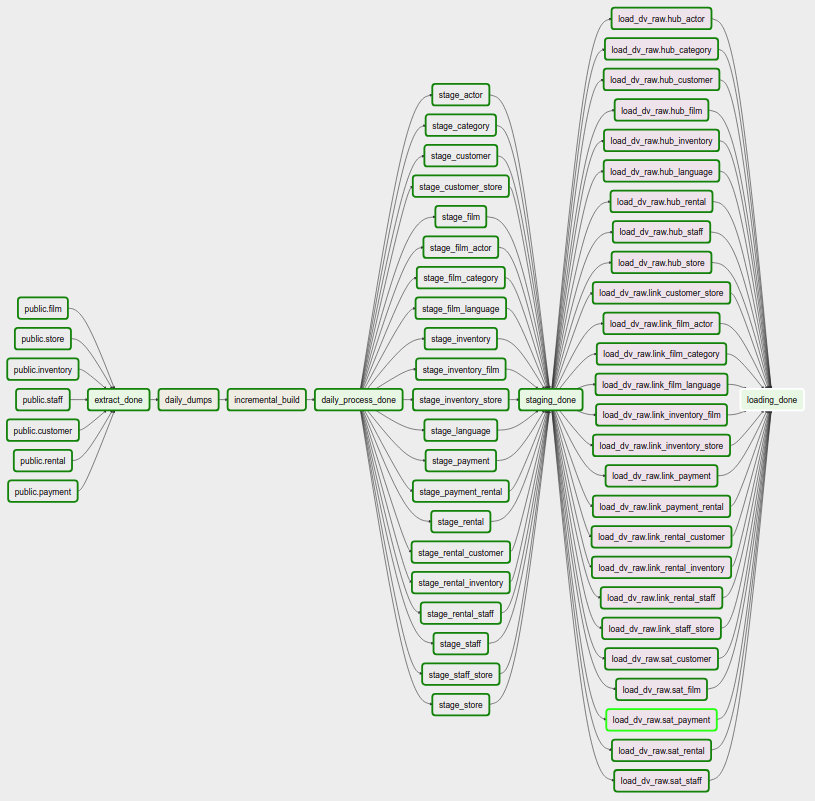 public.film
public.store
public.inventory
public.staff
public.customer
public.rental
public.payment
extract_done
daily_dumps
incremental_build
daily_process_done
stage_actor
stage_category
stage_customer
stage_customer_store
stage_film
stage_film_actor
stage_film_category
stage_film_language
stage_inventory
stage_inventory_film
stage_inventory_store
stage_language
stage_payment
stage_payment_rental
stage_rental
stage_rental_customer
stage_rental_inventory
stage_rental_staff
stage_staff
stage_staff_store
stage_store
staging_done
load_dv_raw.hub_actor
load_dv_raw.hub_category
load_dv_raw.hub_customer
load_dv_raw.hub_film
load_dv_raw.hub_inventory
load_dv_raw.hub_language
load_dv_raw.hub_rental
load_dv_raw.hub_staff
load_dv_raw.hub_store
load_dv_raw.link_customer_store
load_dv_raw.link_film_actor
load_dv_raw.link_film_category
load_dv_raw.link_film_language
load_dv_raw.link_inventory_film
load_dv_raw.link_inventory_store
load_dv_raw.link_payment
load_dv_raw.link_payment_rental
load_dv_raw.link_rental_customer
load_dv_raw.link_rental_inventory
load_dv_raw.link_rental_staff
load_dv_raw.link_staff_store
load_dv_raw.sat_customer
load_dv_raw.sat_film
load_dv_raw.sat_payment
load_dv_raw.sat_rental
load_dv_raw.sat_staff
loading_done